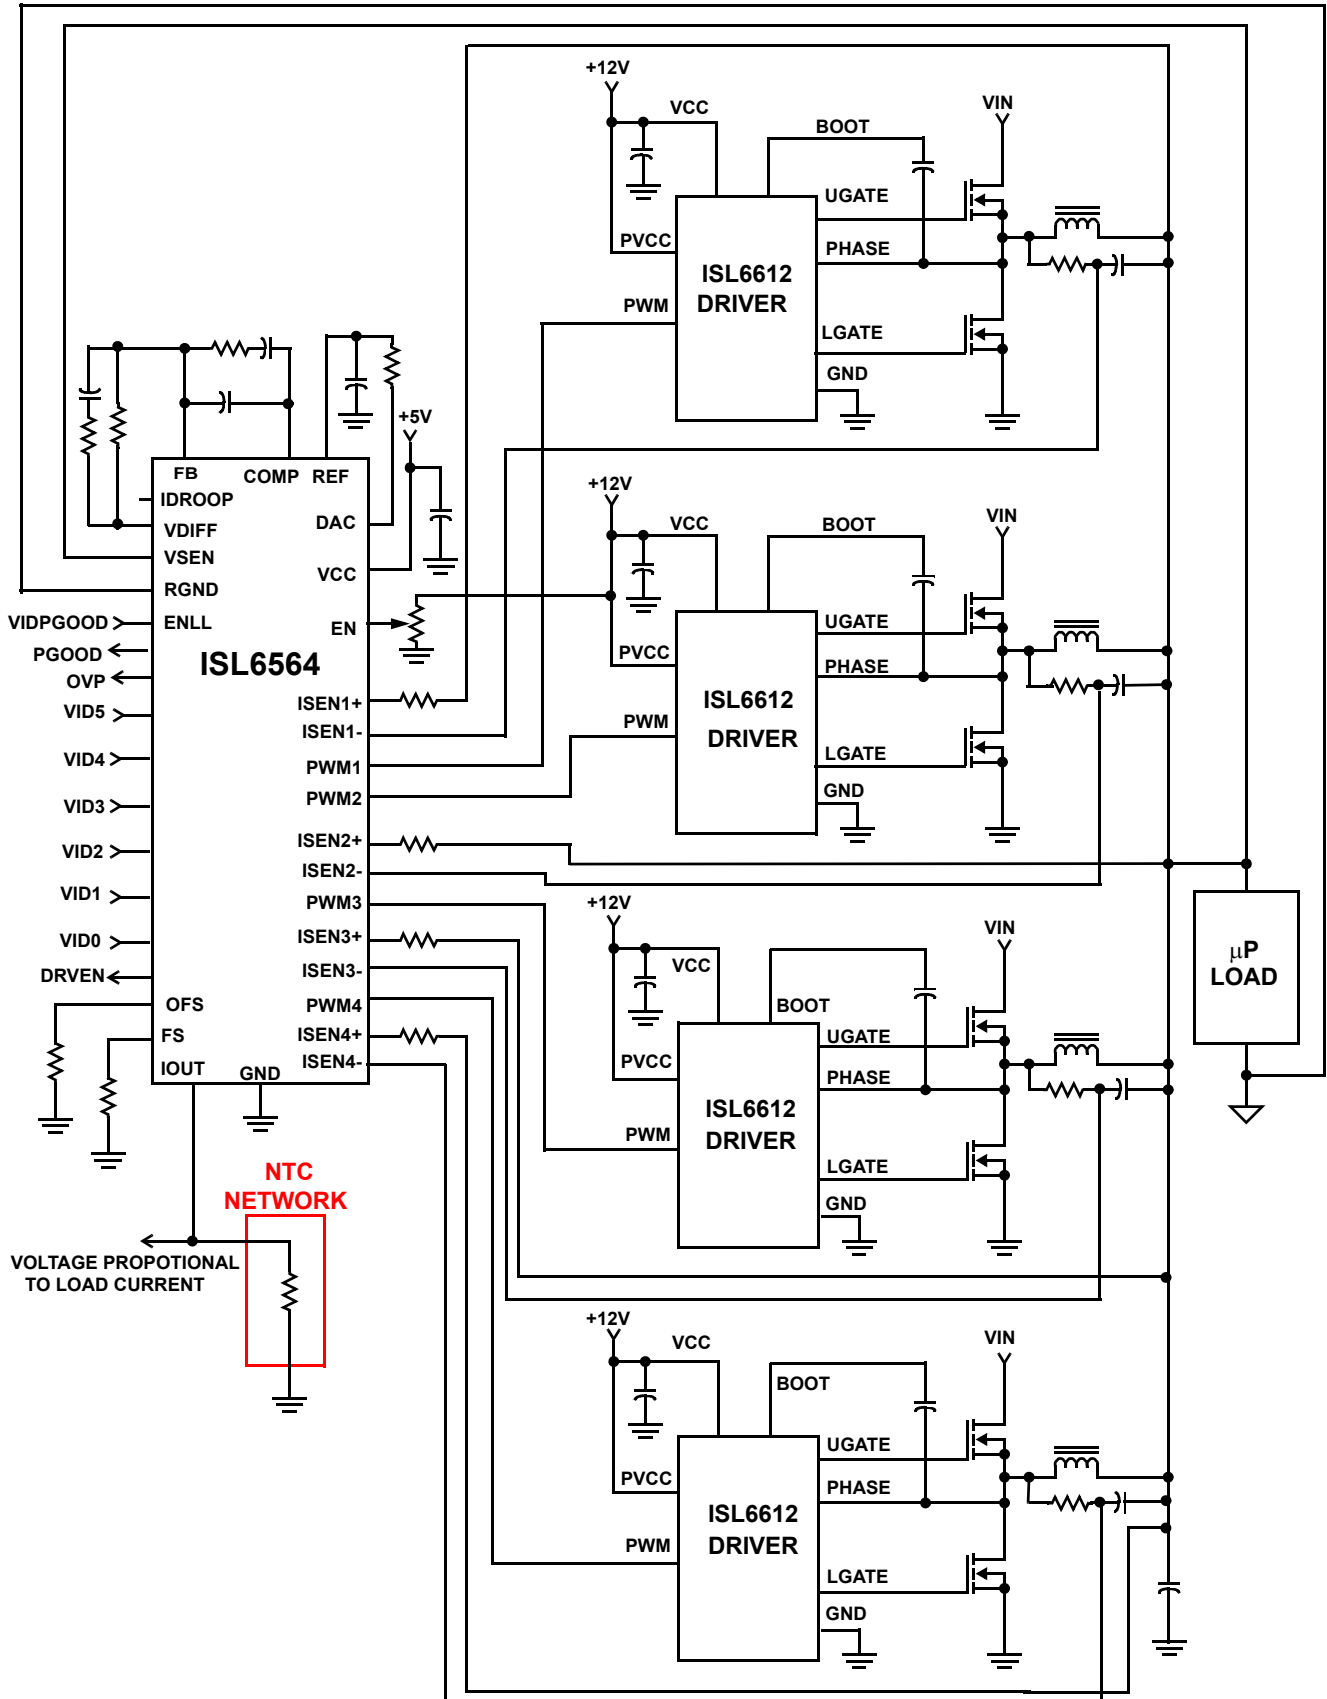 +12V
VCC
VIN
BOOT
UGATE
PVCC
PHASE
ISL6612
DRIVER
PWM
LGATE
GND
+5V
FB
COMP
REF
IDROOP
VDIFF
DAC
VSEN
VCC
RGND
VIDPGOOD
ENLL
EN
PGOOD
ISL6564
OVP
VID5
ISEN1+
ISEN1-
VID4
PWM1
VID3
PWM2
VID2
ISEN2+
ISEN2-
VID1
PWM3
VID0
ISEN3+
DRVEN
ISEN3-
OFS
PWM4
FS
ISEN4+
IOUT
GND
ISEN4-
NTC
NETWORK
VOLTAGE PROPOTIONAL
TO LOAD CURRENT
+12V
VCC
BOOT
VIN
UGATE
PVCC
PHASE
ISL6612
DRIVER
PWM
LGATE
GND
+12V
VCC
VIN
BOOT
UGATE
PVCC
PHASE
ISL6612
DRIVER
PWM
LGATE
GND
μP
LOAD
+12V
VCC
VIN
BOOT
UGATE
PVCC
PHASE
ISL6612
DRIVER
PWM
LGATE
GND